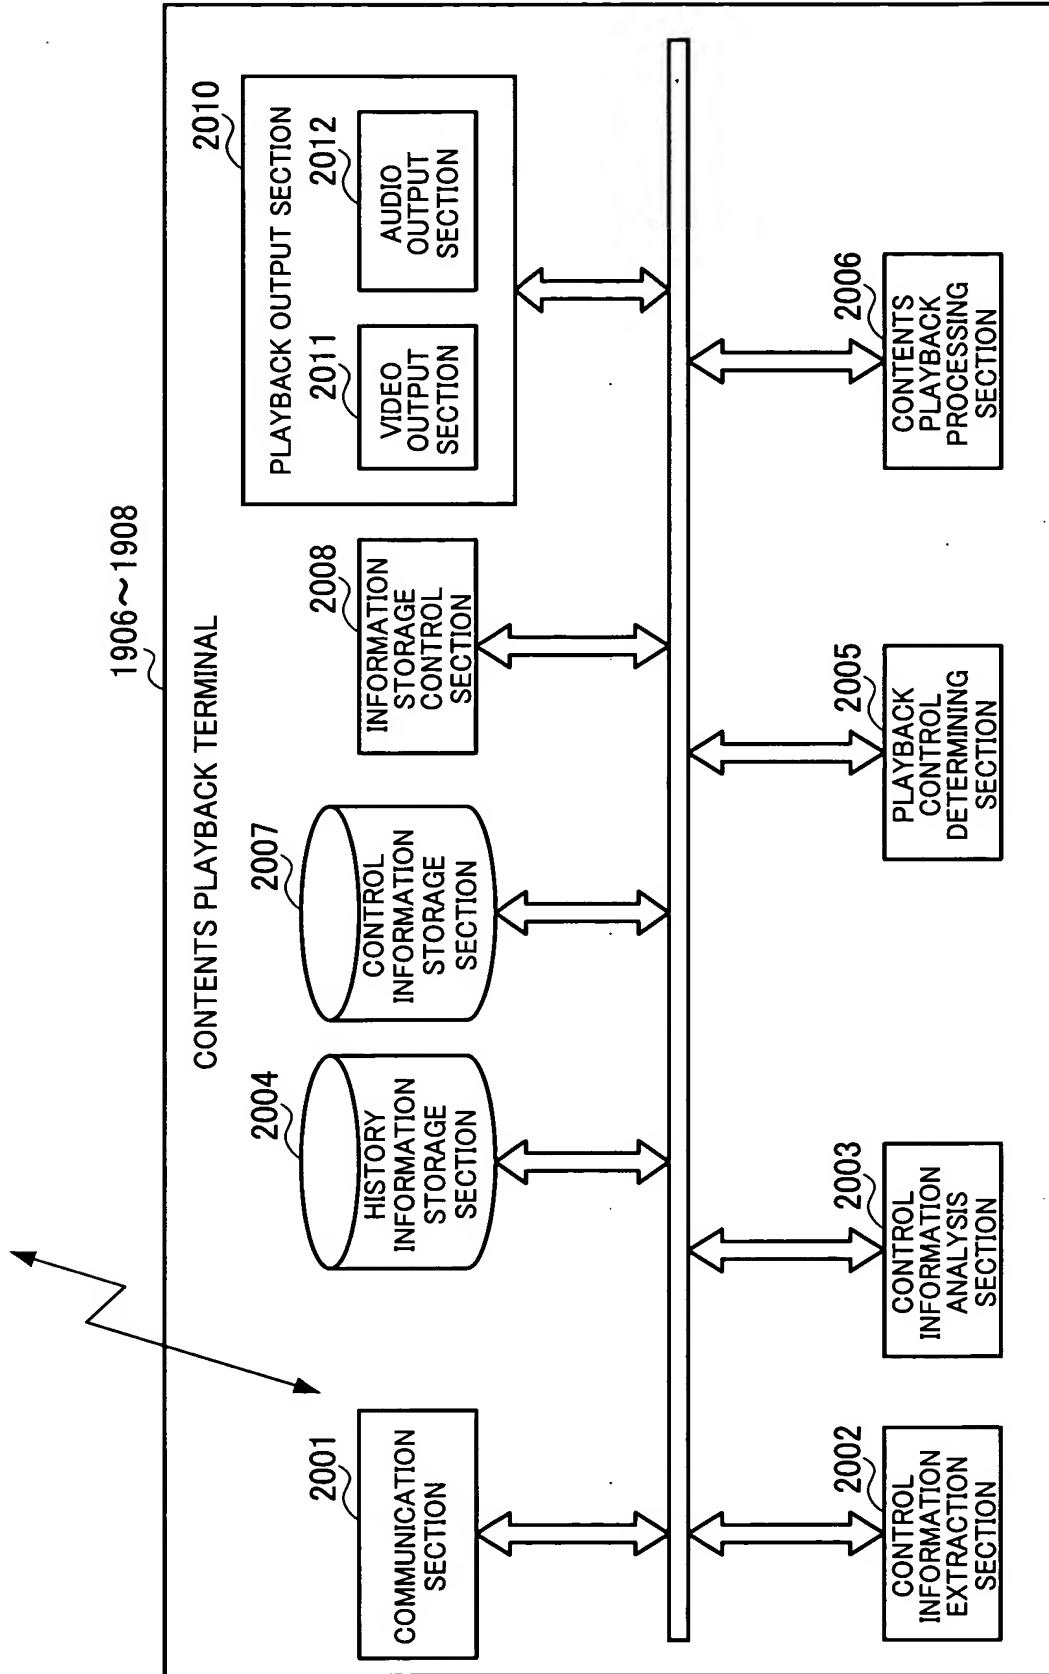 1906~1908
CONTENTS PLAYBACK TERMINAL
2001
COMMUNICATION
SECTION
2004
HISTORY
INFORMATION
STORAGE
SECTION
2007
CONTROL
INFORMATION
STORAGE
SECTION
2008
INFORMATION
STORAGE
CONTROL
SECTION
2010
PLAYBACK OUTPUT SECTION
2011
VIDEO
OUTPUT
SECTION
2012
AUDIO
OUTPUT
SECTION
2002
CONTROL
INFORMATION
EXTRACTION
SECTION
2003
CONTROL
INFORMATION
ANALYSIS
SECTION
2005
PLAYBACK
CONTROL
DETERMINING
SECTION
2006
CONTENTS
PLAYBACK
PROCESSING
SECTION